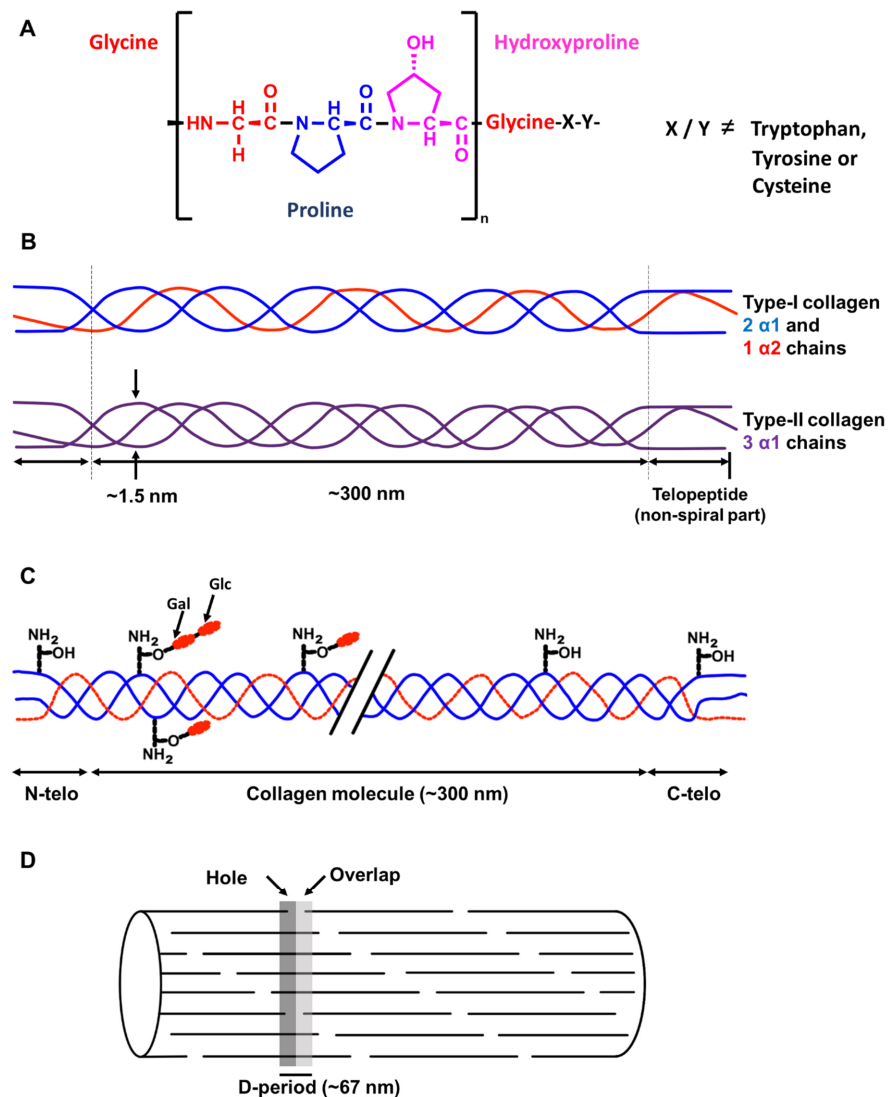 A
Glycine
Hydroxyproline
OH
O
O
H
H
HN
C
C
N
C
C
N
C
C
Glycine-X-Y-
H
H
O
n
Proline
X / Y ≠ Tryptophan,
Tyrosine or
Cysteine
B
Type-I collagen
2 α1 and
1 α2 chains
Type-II collagen
3 α1 chains
~1.5 nm
~300 nm
Telopeptide
(non-spiral part)
C
Glc
Gal
NH2
OH
NH2
O
NH2
O
NH2
OH
NH2
OH
O
NH2
N-telo
Collagen molecule (~300 nm)
C-telo
D
Hole
Overlap
D-period (~67 nm)